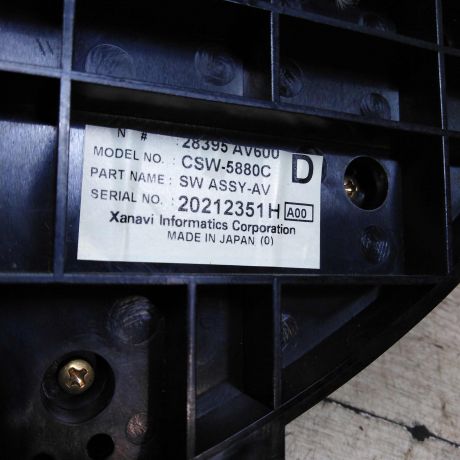 N # : 28395 AV600
MODEL NO. : CSW-5880C D
PART NAME : SW ASSY-AV
SERIAL NO. : 20212351H A00
Xanavi Informatics Corporation
MADE IN JAPAN (0)